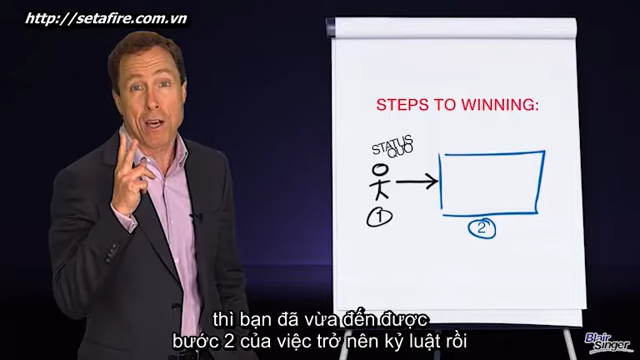 http://setafire.com.vn
STEPS TO WINNING:
STATUS
QUO
1
2
thì bạn đã vừa đến được
bước 2 của việc trở nên kỷ luật rồi
Blair
Singer